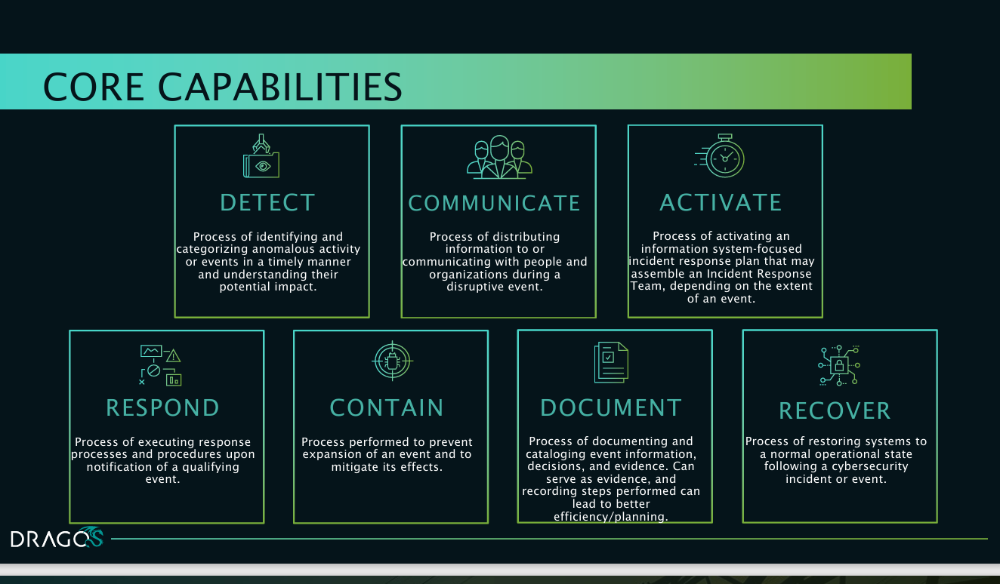 CORE CAPABILITIES
DETECT
Process of identifying and
categorizing anomalous activity
or events in a timely manner
and understanding their
potential impact.
COMMUNICATE
Process of distributing
information to or
communicating with people and
organizations during a
disruptive event.
ACTIVATE
Process of activating an
information system-focused
incident response plan that may
assemble an Incident Response
Team, depending on the extent
of an event.
RESPOND
Process of executing response
processes and procedures upon
notification of a qualifying
event.
CONTAIN
Process performed to prevent
expansion of an event and to
mitigate its effects.
DOCUMENT
Process of documenting and
cataloging event information,
decisions, and evidence. Can
serve as evidence, and
recording steps performed can
lead to better
efficiency/planning.
RECOVER
Process of restoring systems to
a normal operational state
following a cybersecurity
incident or event.
DRAGOS